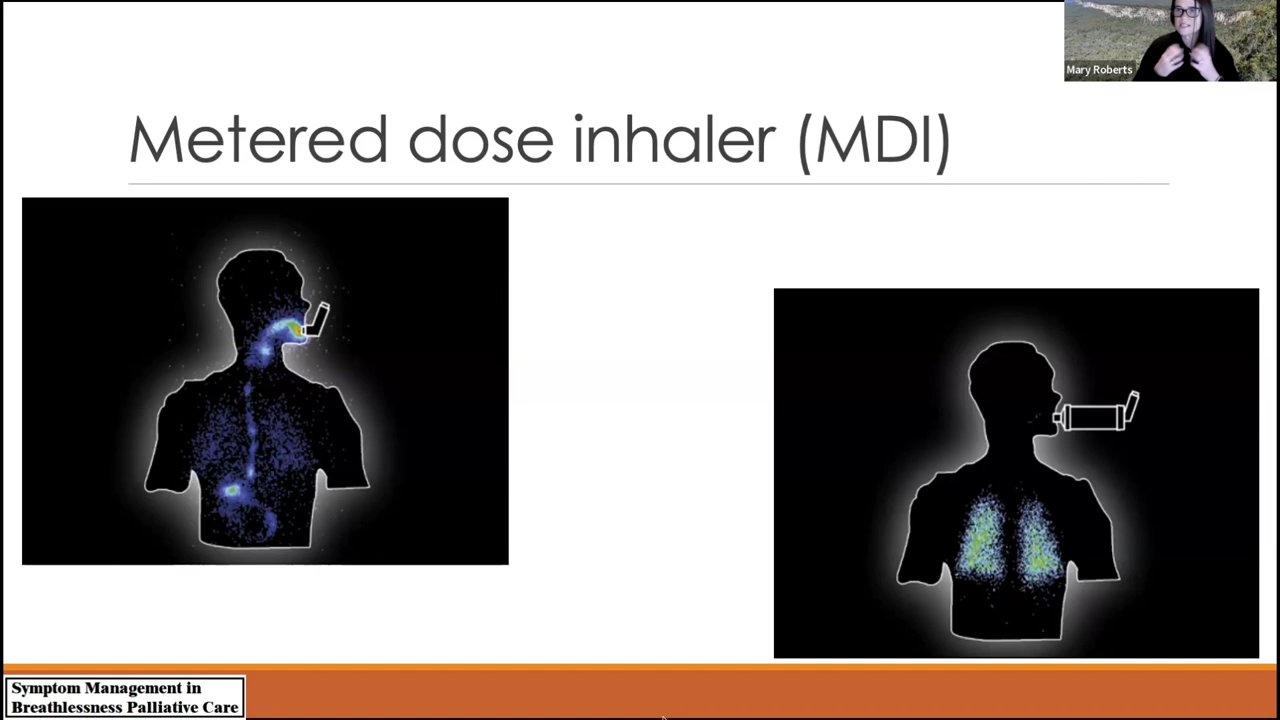 Mary Roberts
Metered dose inhaler (MDI)
Symptom Management in
Breathlessness Palliative Care